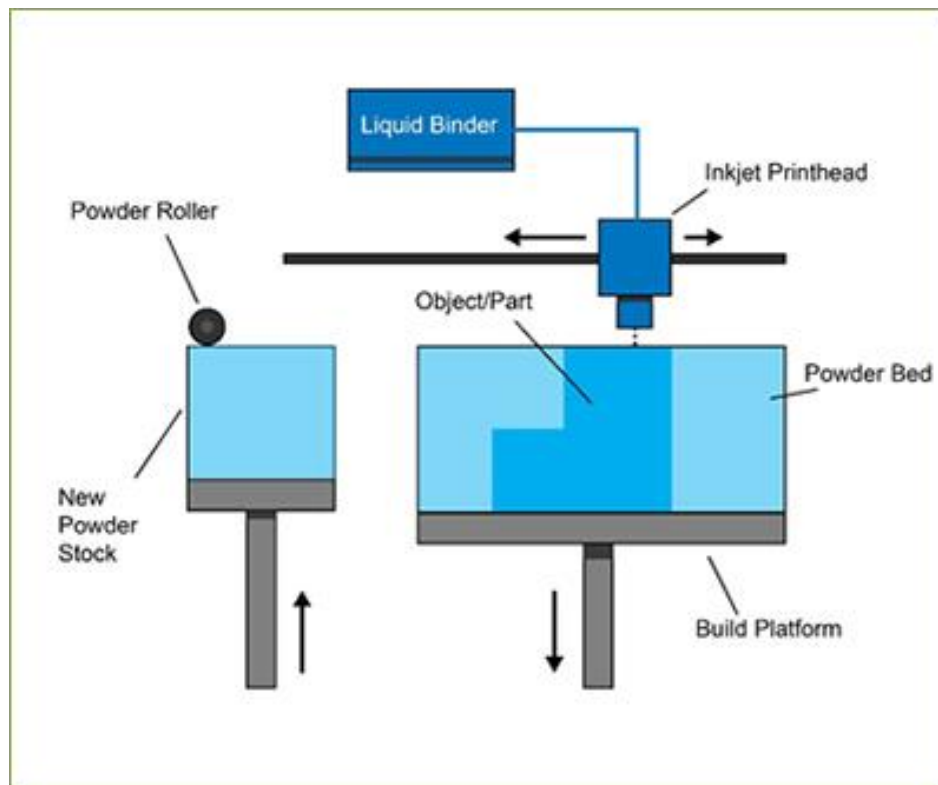 Liquid Binder
Inkjet Printhead
Powder Roller
Object/Part
Powder Bed
New
Powder
Stock
Build Platform